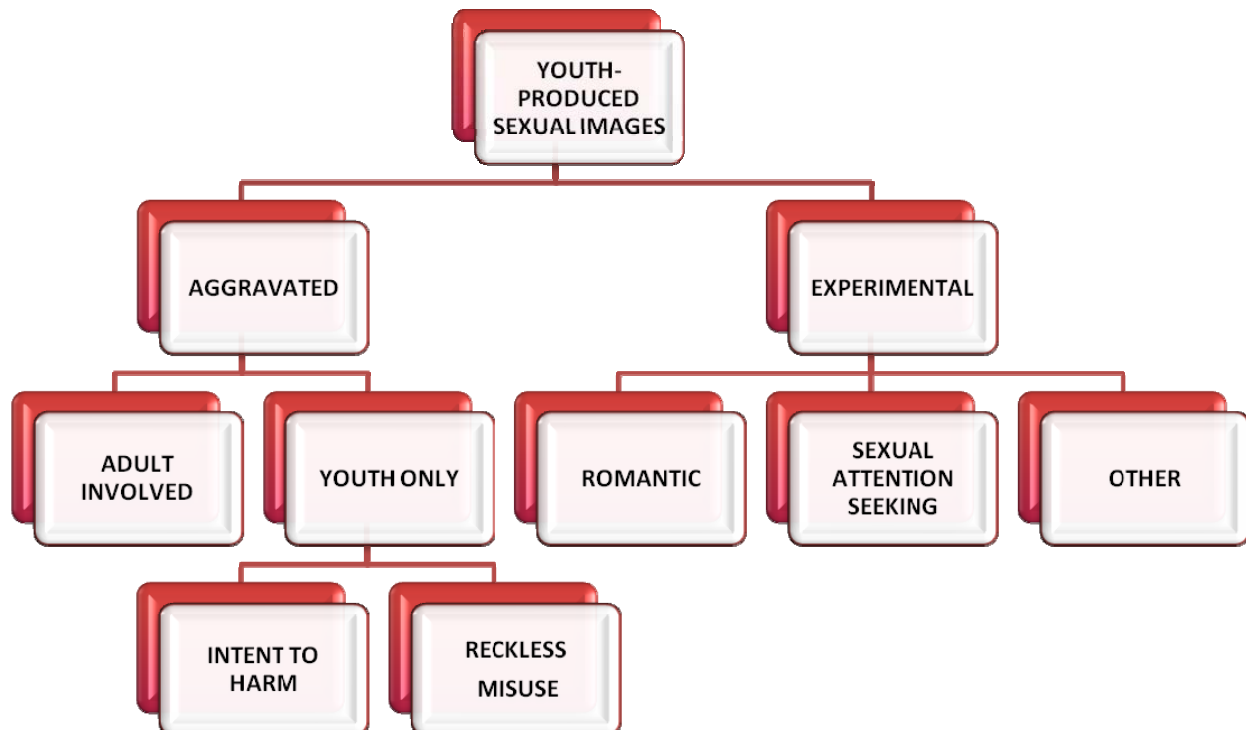 YOUTH-
PRODUCED
SEXUAL IMAGES
AGGRAVATED
EXPERIMENTAL
ADULT
INVOLVED
YOUTH ONLY
ROMANTIC
SEXUAL
ATTENTION
SEEKING
OTHER
INTENT TO
HARM
RECKLESS
MISUSE